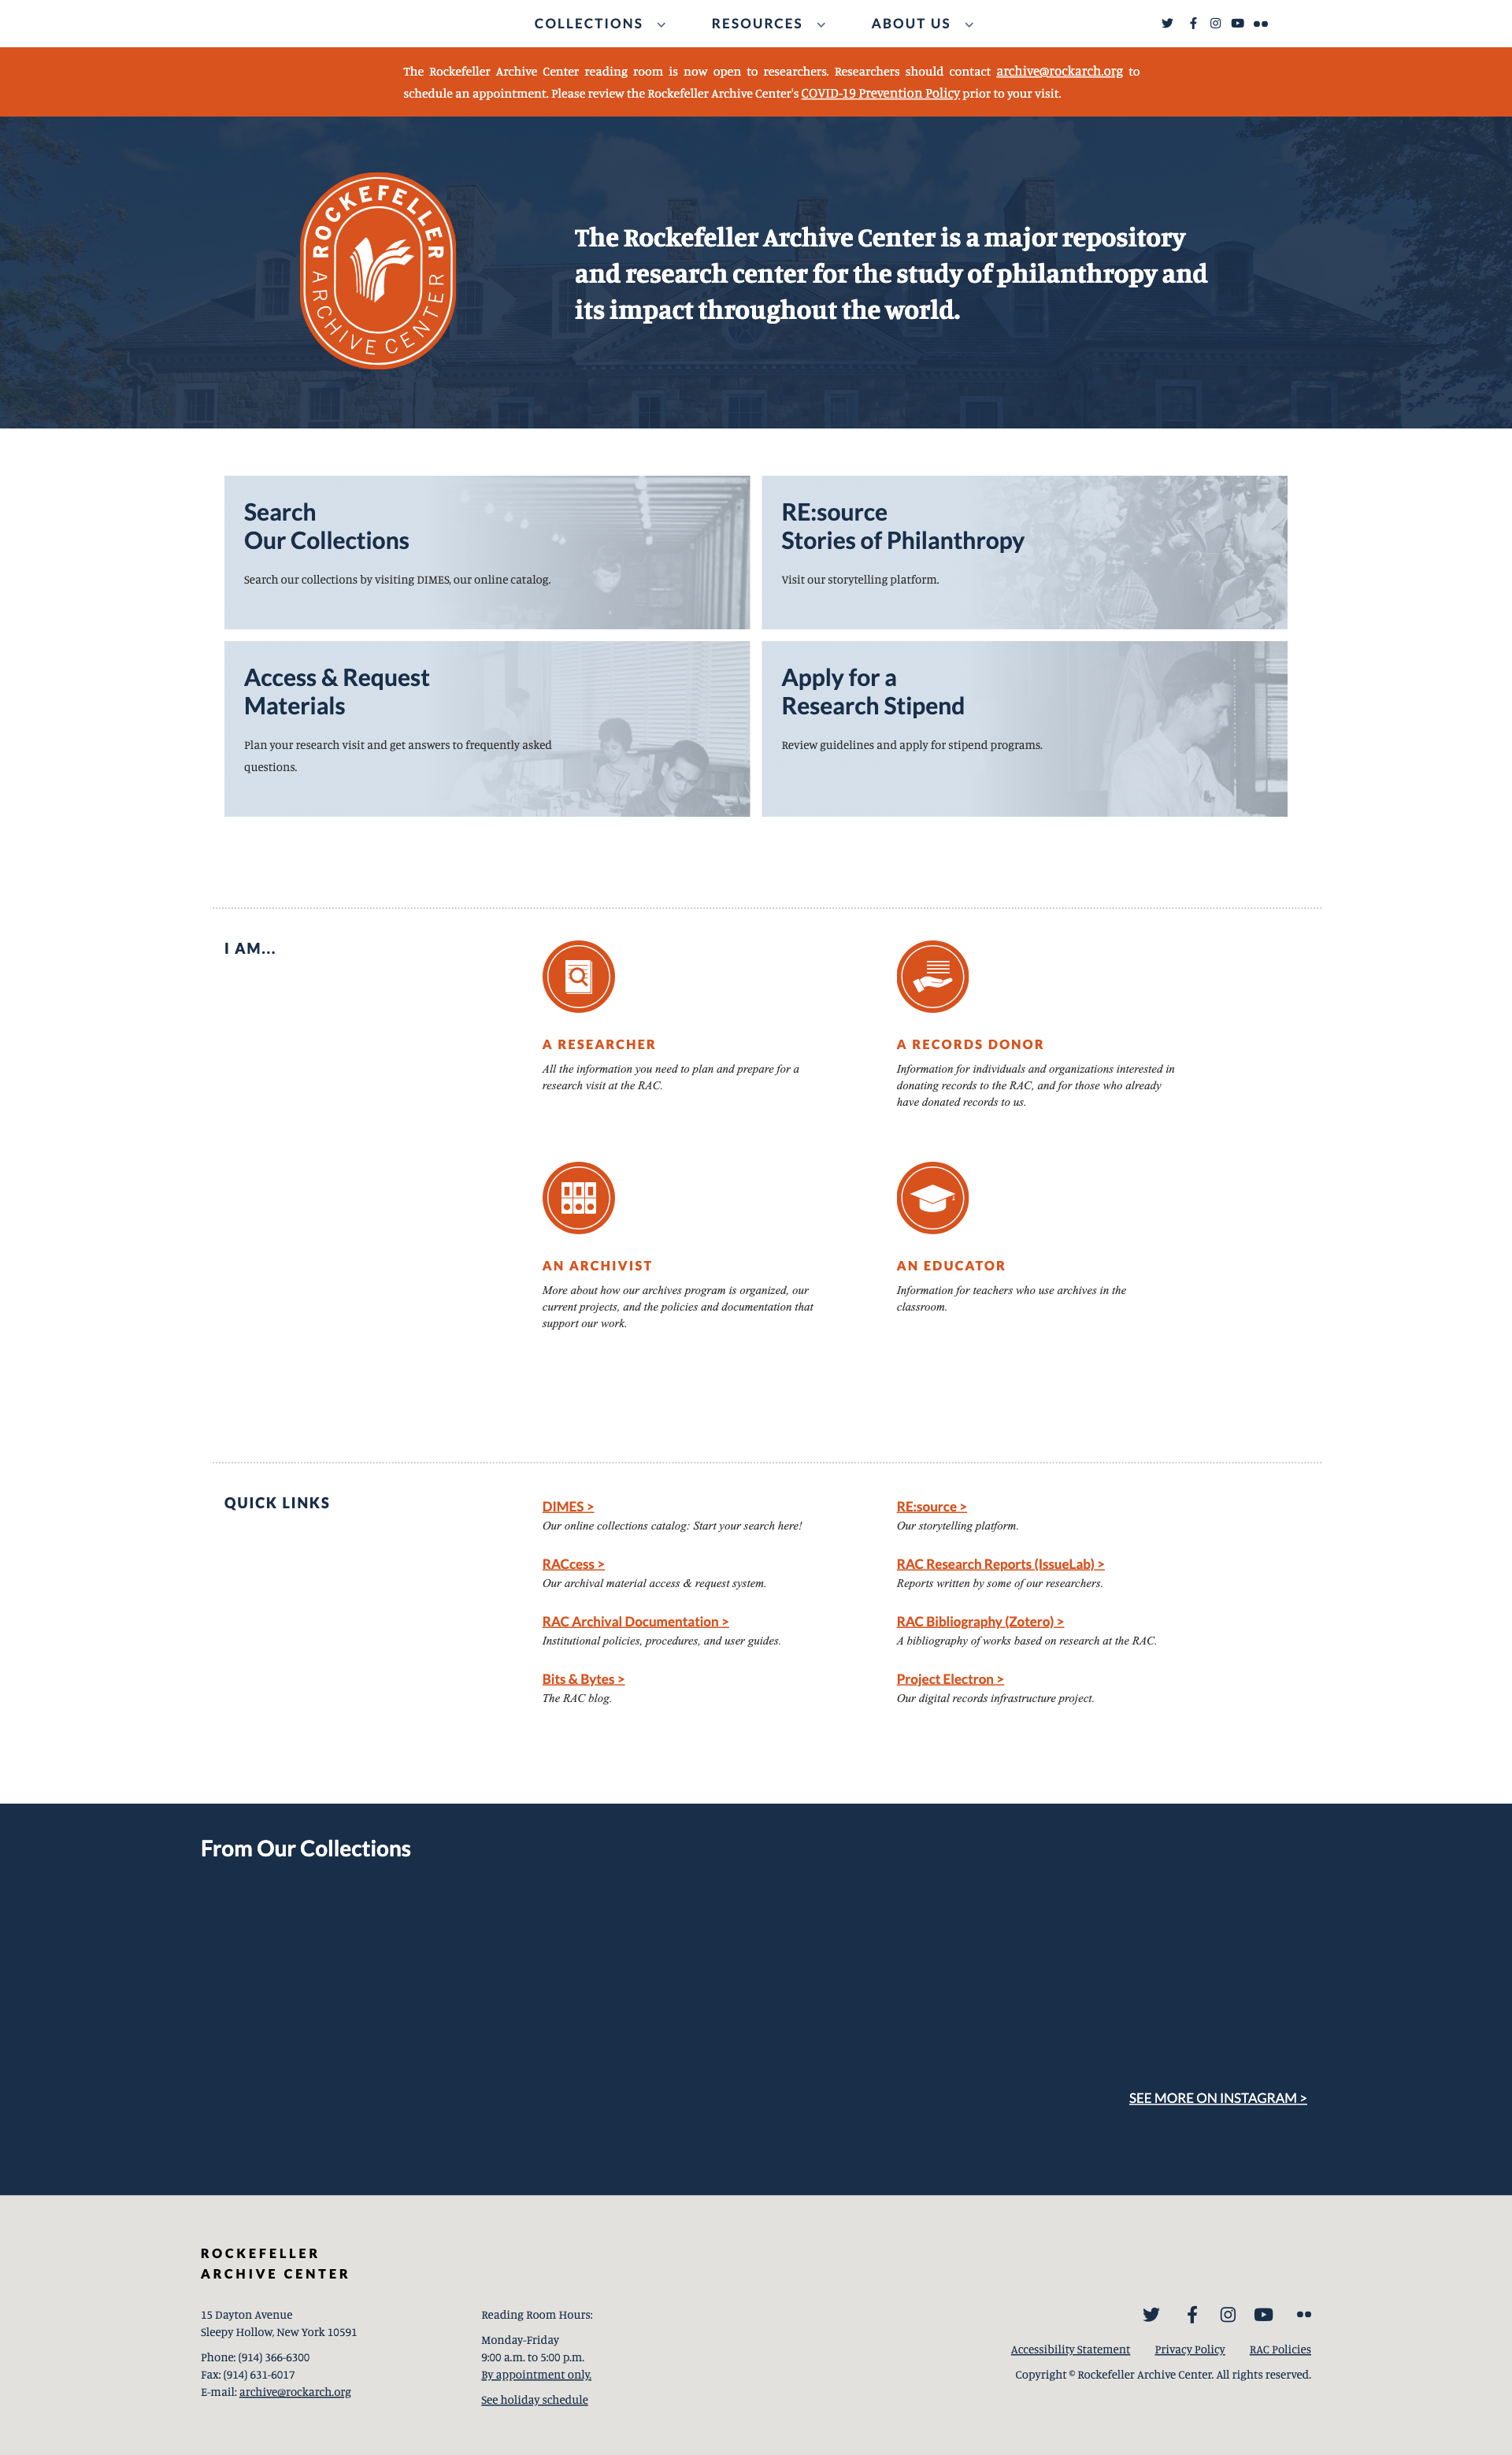 COLLECTIONS RESOURCES ABOUT US
The Rockefeller Archive Center reading room is now open to researchers. Researchers should contact archive@rockarch.org to
schedule an appointment. Please review the Rockefeller Archive Center's COVID-19 Prevention Policy prior to your visit.
ROCKEFELLER
ARCHIVE CENTER
The Rockefeller Archive Center is a major repository
and research center for the study of philanthropy and
its impact throughout the world.
Search
Our Collections
Search our collections by visiting DIMES, our online catalog.
RE:source
Stories of Philanthropy
Visit our storytelling platform.
Access & Request
Materials
Plan your research visit and get answers to frequently asked
questions.
Apply for a
Research Stipend
Review guidelines and apply for stipend programs.
I AM...
A RESEARCHER
All the information you need to plan and prepare for a
research visit at the RAC.
A RECORDS DONOR
Information for individuals and organizations interested in
donating records to the RAC, and for those who already
have donated records to us.
AN ARCHIVIST
More about how our archives program is organized, our
current projects, and the policies and documentation that
support our work.
AN EDUCATOR
Information for teachers who use archives in the
classroom.
QUICK LINKS
DIMES >
Our online collections catalog: Start your search here!
RE:source >
Our storytelling platform.
RACcess >
Our archival material access & request system.
RAC Research Reports (IssueLab) >
Reports written by some of our researchers.
RAC Archival Documentation >
Institutional policies, procedures, and user guides.
RAC Bibliography (Zotero) >
A bibliography of works based on research at the RAC.
Bits & Bytes >
The RAC blog.
Project Electron >
Our digital records infrastructure project.
From Our Collections
SEE MORE ON INSTAGRAM >
ROCKEFELLER
ARCHIVE CENTER
15 Dayton Avenue
Sleepy Hollow, New York 10591
Phone: (914) 366-6300
Fax: (914) 631-6017
E-mail: archive@rockarch.org
Reading Room Hours:
Monday-Friday
9:00 a.m. to 5:00 p.m.
By appointment only.
See holiday schedule
Accessibility Statement Privacy Policy RAC Policies
Copyright © Rockefeller Archive Center. All rights reserved.